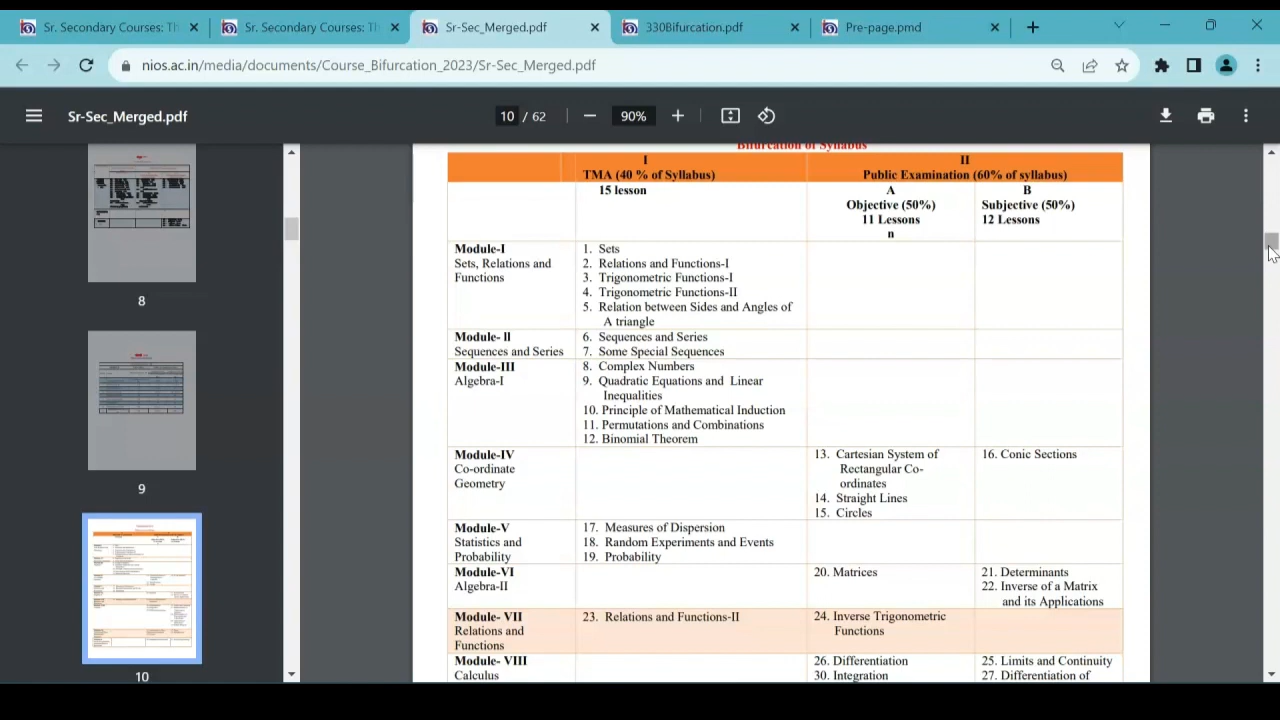 Sr. Secondary Courses: Th
Sr. Secondary Courses: Th
Sr-Sec_Merged.pdf
330Bifurcation.pdf
Pre-page.pmd
nios.ac.in/media/documents/Course_Bifurcation_2023/Sr-Sec_Merged.pdf
Sr-Sec_Merged.pdf
10 / 62
90%
8
9
10
Bifurcation of Syllabus
I
TMA (40 % of Syllabus)
II
Public Examination (60% of syllabus)
15 lesson
A
Objective (50%)
11 Lessons
n
B
Subjective (50%)
12 Lessons
Module-I
Sets, Relations and
Functions
1. Sets
2. Relations and Functions-I
3. Trigonometric Functions-I
4. Trigonometric Functions-II
5. Relation between Sides and Angles of
A triangle
Module- II
Sequences and Series
6. Sequences and Series
7. Some Special Sequences
Module-III
Algebra-I
8. Complex Numbers
9. Quadratic Equations and Linear
Inequalities
10. Principle of Mathematical Induction
11. Permutations and Combinations
12. Binomial Theorem
Module-IV
Co-ordinate
Geometry
13. Cartesian System of
Rectangular Co-
ordinates
14. Straight Lines
15. Circles
16. Conic Sections
Module-V
Statistics and
Probability
17. Measures of Dispersion
18. Random Experiments and Events
19. Probability
Module-VI
Algebra-II
20. Matrices
21. Determinants
22. Inverse of a Matrix
and its Applications
Module- VII
Relations and
Functions
23. Relations and Functions-II
24. Inverse Trigonometric
Functions
Module- VIII
Calculus
26. Differentiation
30. Integration
25. Limits and Continuity
27. Differentiation of